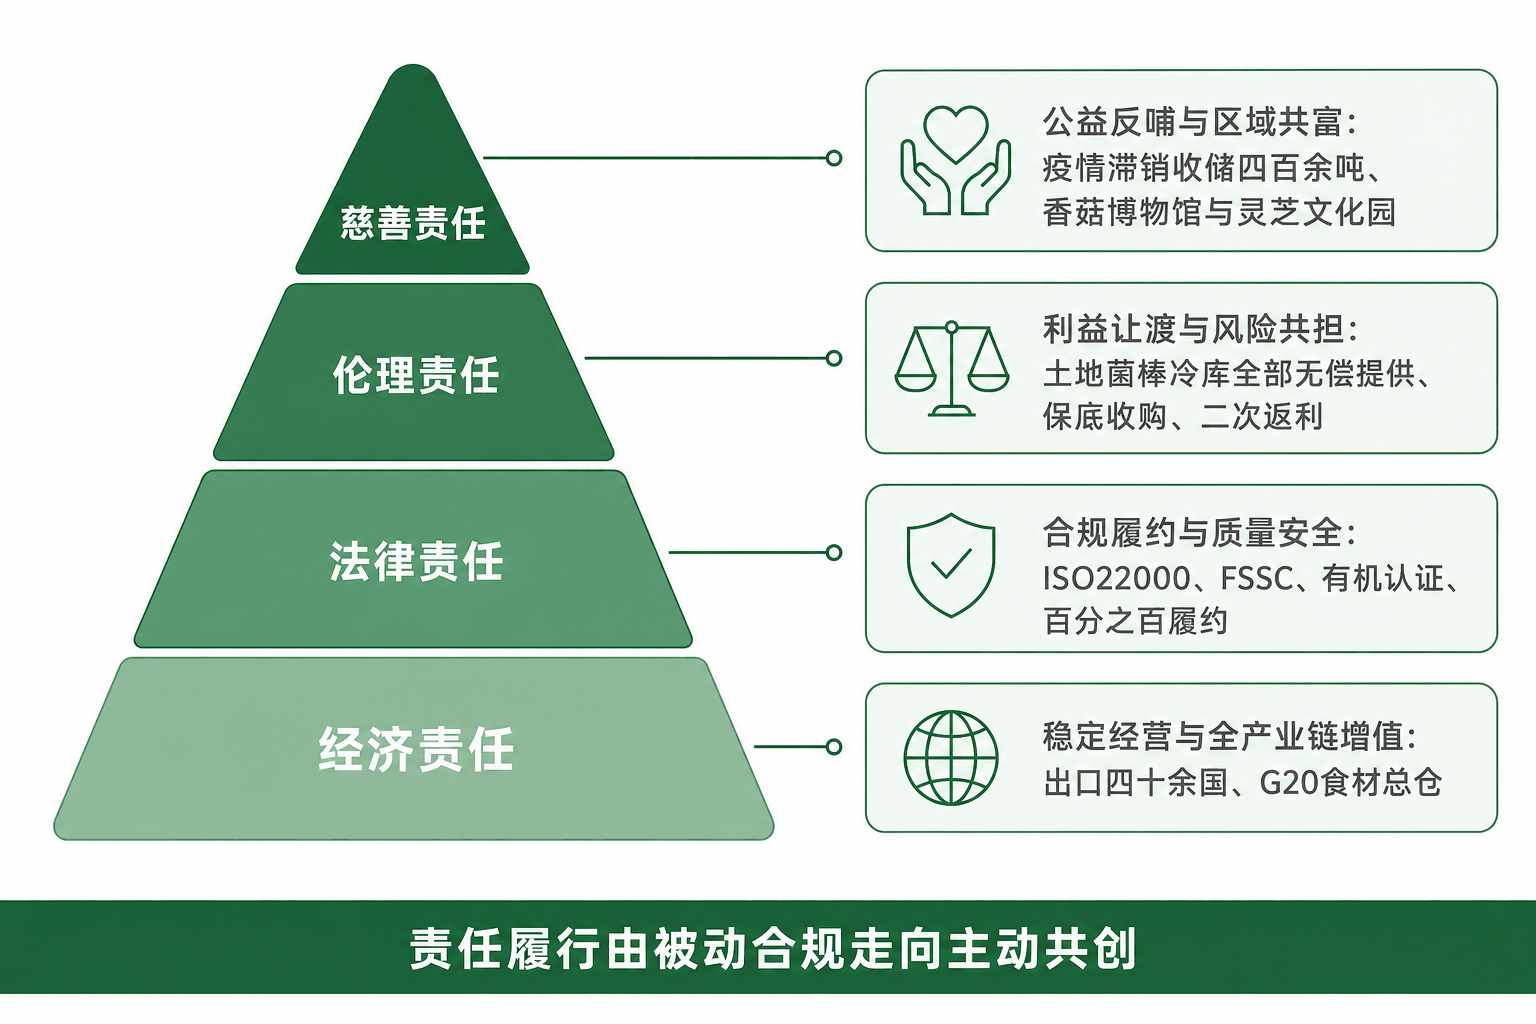 慈善责任
公益反哺与区域共富：
疫情滞销收储四百余吨、
香菇博物馆与灵芝文化园
伦理责任
利益让渡与风险共担：
土地菌棒冷库全部无偿提供、
保底收购、二次返利
法律责任
合规履约与质量安全：
ISO22000、FSSC、有机认证、
百分之百履约
经济责任
稳定经营与全产业链增值：
出口四十余国、G20食材总仓
责任履行由被动合规走向主动共创